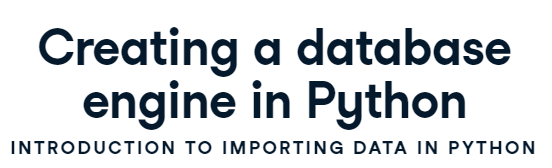 Creating a database
engine in Python
INTRODUCTION TO IMPORTING DATA IN PYTHON